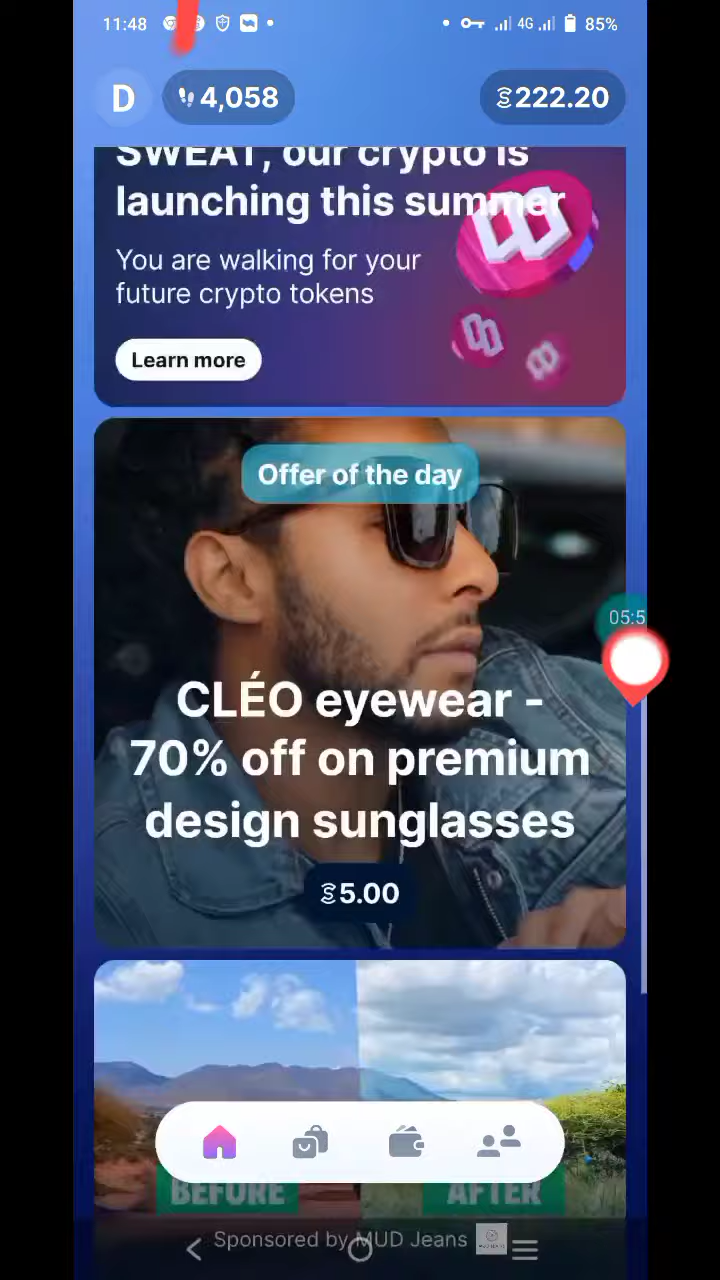 11:48
4G
85%
D
4,058
222.20
SWEAT, our crypto is
launching this summer
You are walking for your
future crypto tokens
Learn more
Offer of the day
05:5
CLÉO eyewear -
70% off on premium
design sunglasses
5.00
BEFORE
AFTER
Sponsored by MUD Jeans